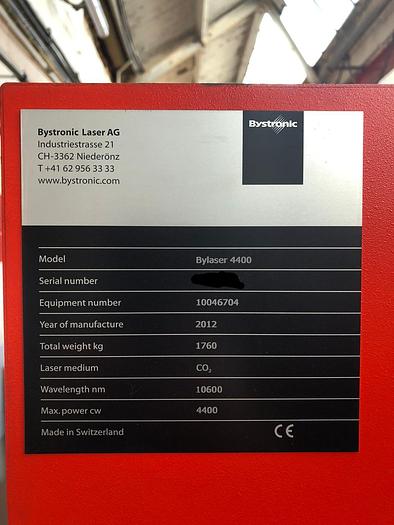 Bystronic Laser AG
Industriestrasse 21
CH-3362 Niederönz
T +41 62 956 33 33
www.bystronic.com
Bystronic
Model Bylaser 4400
Serial number
Equipment number 10046704
Year of manufacture 2012
Total weight kg 1760
Laser medium CO₂
Wavelength nm 10600
Max. power cw 4400
Made in Switzerland CE